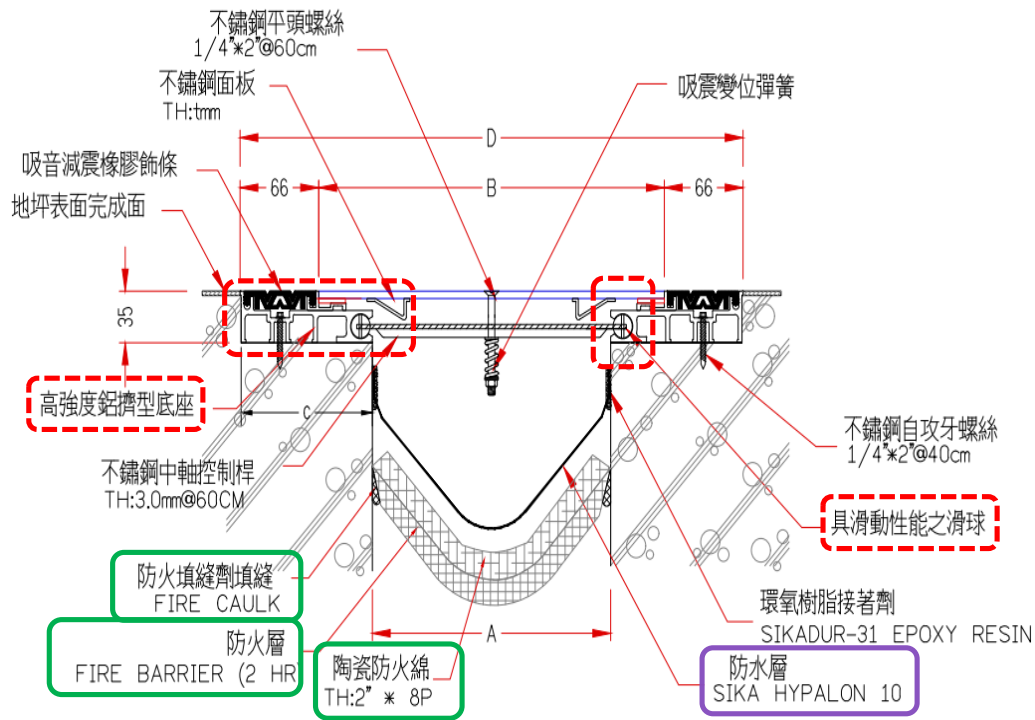 不鏽鋼平頭螺絲
1/4"*2"@60cm
不鏽鋼面板
TH:tmm
吸震變位彈簧
D
吸音減震橡膠飾條
66
B
66
地坪表面完成面
35
高強度鋁擠型底座
C
不鏽鋼自攻牙螺絲
1/4"*2"@40cm
不鏽鋼中軸控制桿
TH:3.0mm@60CM
具滑動性能之滑球
防火填縫劑填縫
FIRE CAULK
環氧樹脂接著劑
SIKADUR-31 EPOXY RESIN
A
防火層
FIRE BARRIER (2 HR
陶瓷防火綿
TH:2" * 8P
防水層
SIKA HYPALON 10